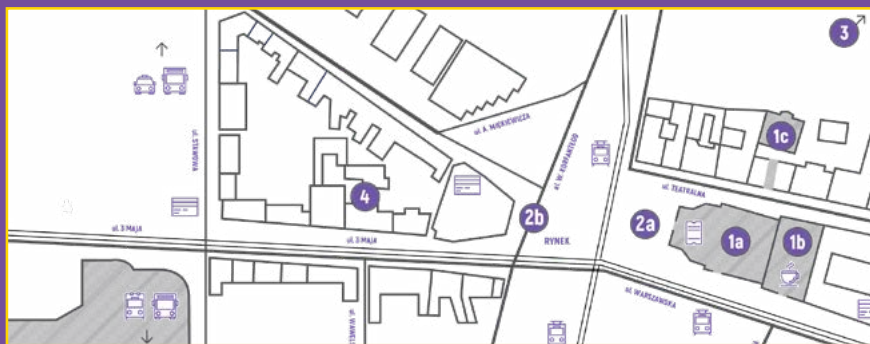 3
1c
ul. A. MICKIEWICZA
ul. STAWOWA
ul. W. KORFANTEGO
ul. TEATRALNA
4
2b
2a
1a
1b
ul. 3 MAJA
ul. 3 MAJA
RYNEK
ul. WARSZAWSKA